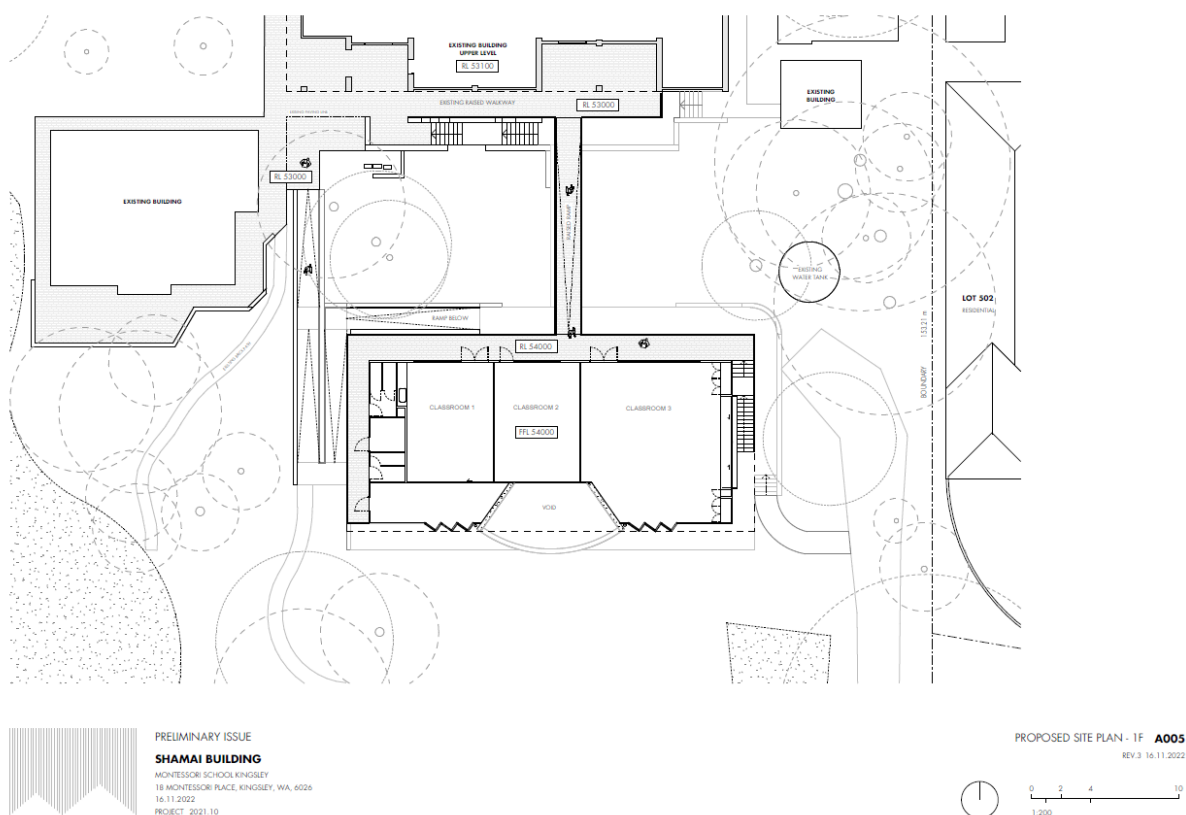 EXISTING BUILDING
UPPER LEVEL
RL 53100
EXISTING RAISED WALKWAY
RL 53000
EXISTING
BUILDING
RL 53000
EXISTING BUILDING
RAISED RAMP
EXISTING
WATER TANK
LOT 502
RESIDENTIAL
BOUNDARY 153.21 m
RAMP BELOW
RL 54000
CLASSROOM 1
CLASSROOM 2
CLASSROOM 3
FFL 54000
VOID
PRELIMINARY ISSUE
SHAMAI BUILDING
MONTESSORI SCHOOL KINGSLEY
18 MONTESSORI PLACE, KINGSLEY, WA, 6026
16.11.2022
PROJECT 2021.10
PROPOSED SITE PLAN - 1F A005
REV.3 16.11.2022
0 2 4 10
1:200